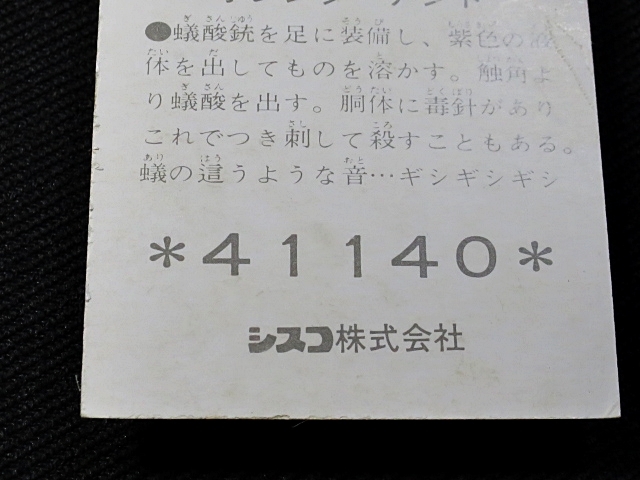 ●蟻酸銃を足に装備し、紫色の液
体を出してものを溶かす。触角よ
り蟻酸を出す。胴体に毒針があり
これでつき刺して殺すこともある。
蟻の這うような音…ギシギシギシ
*41140*
シスコ株式会社